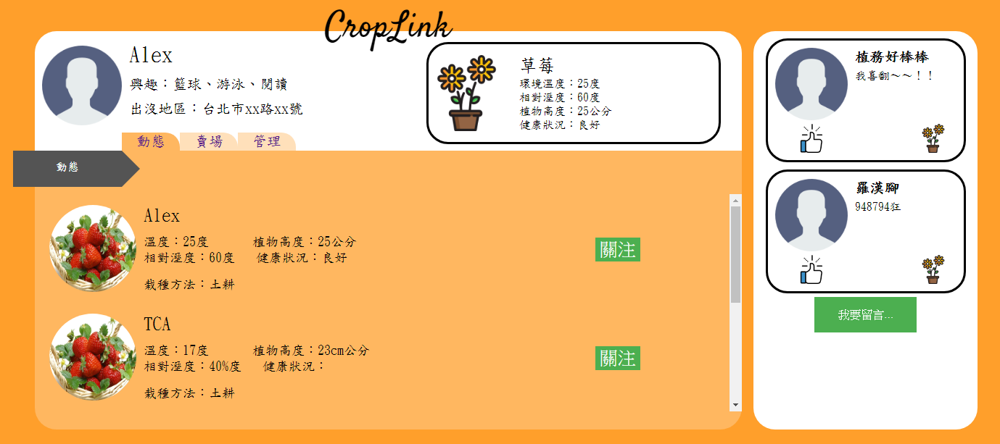 CropLink
Alex
興趣：籃球、游泳、閱讀
出沒地區：台北市xx路xx號
草莓
環境溫度：25度
相對溼度：60度
植物高度：25公分
健康狀況：良好
動態 賣場 管理
動態
Alex
溫度：25度 植物高度：25公分
相對溼度：60度 健康狀況：良好
栽種方法：土耕
關注
TCA
溫度：17度 植物高度：23cm公分
相對溼度：40%度 健康狀況：
栽種方法：土耕
關注
植務好棒棒
我喜翻～～！！
羅漢腳
948794狂
我要留言...